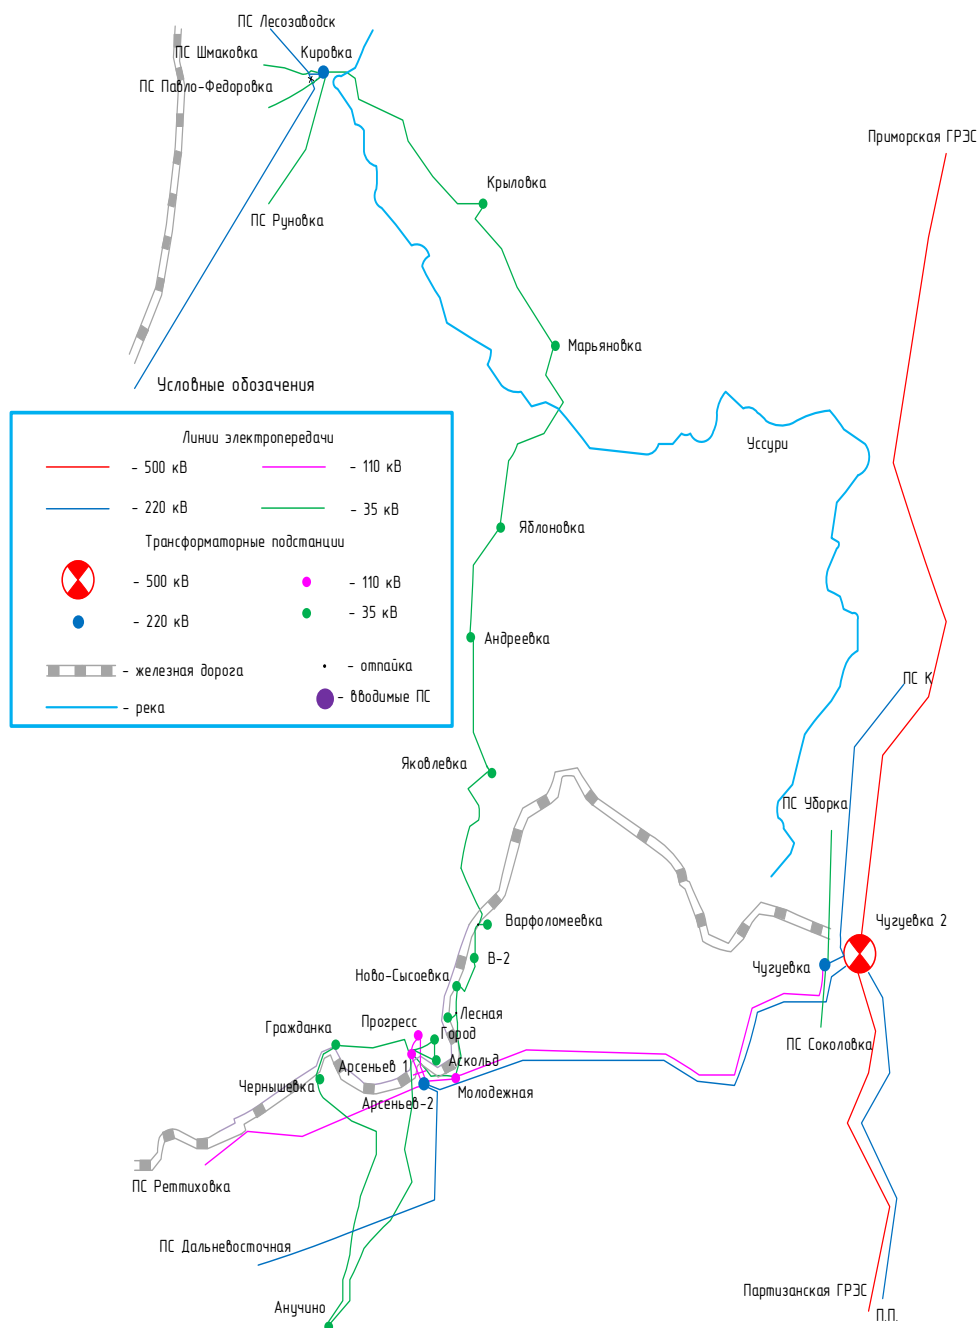 ПС Лесозаводск
ПС Шмаковка
Кировка
ПС Павло-Федоровка
Приморская ГРЭС
Крыловка
ПС Руновка
Марьяновка
Условные обозачения
Линии электропередачи
- 500 кВ
- 110 кВ
- 220 кВ
- 35 кВ
Трансформаторные подстанции
- 500 кВ
- 110 кВ
- 220 кВ
- 35 кВ
- железная дорога
- отпайка
- река
- вводимые ПС
Уссури
Яблоновка
Андреевка
ПС К
Яковлевка
ПС Уборка
Варфоломеевка
Чугуевка 2
В-2
Чугуевка
Ново-Сысоевка
Лесная
Прогресс
Гражданка
Город
ПС Соколовка
Арсеньев 1
Аскольд
Чернышевка
Молодежная
Арсеньев-2
ПС Реттиховка
ПС Дальневосточная
Партизанская ГРЭС
Анучино
П.П.